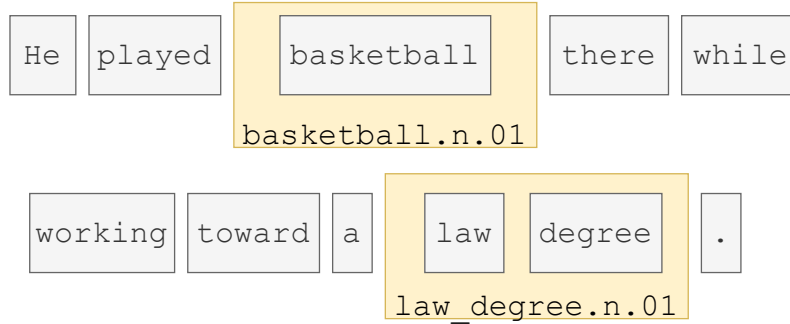 He played basketball there while
basketball.n.01
working toward a law degree .
law_degree.n.01